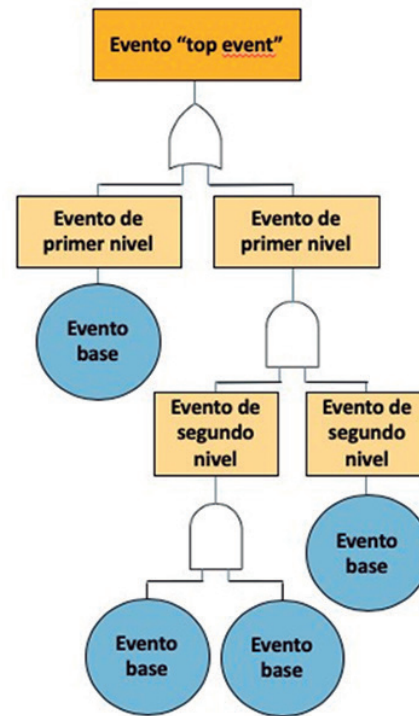 Evento “top event”
Evento de
primer nivel
Evento de
primer nivel
Evento
base
Evento de
segundo
nivel
Evento de
segundo
nivel
Evento
base
Evento
base
Evento
base